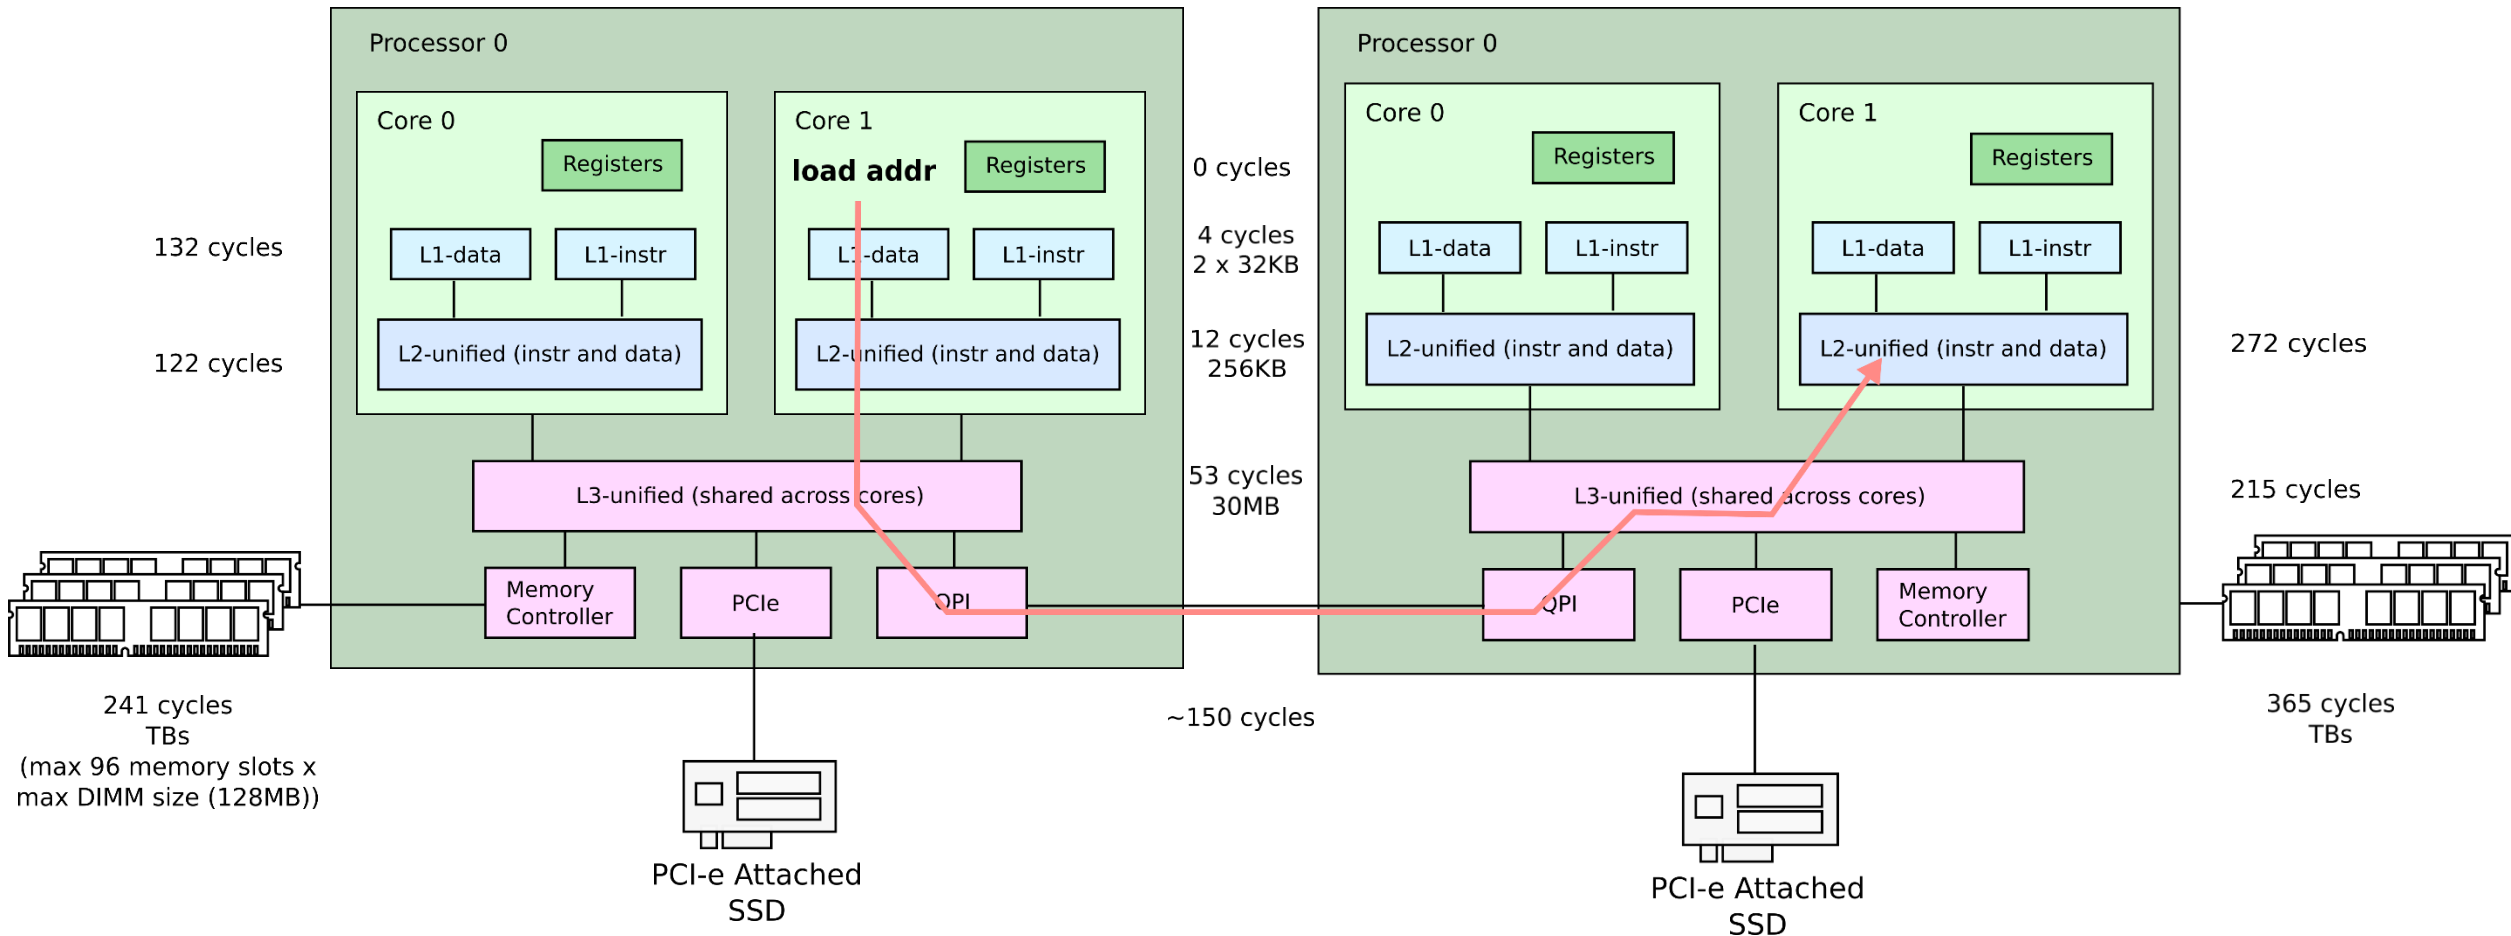 Processor 0
Core 0
Registers
L1-data
L1-instr
L2-unified (instr and data)
Core 1
load addr
Registers
L1-data
L1-instr
L2-unified (instr and data)
L3-unified (shared across cores)
Memory
Controller
PCIe
QPI
132 cycles
122 cycles
241 cycles
TBs
(max 96 memory slots x
max DIMM size (128MB))
PCI-e Attached
SSD
0 cycles
4 cycles
2 x 32KB
12 cycles
256KB
53 cycles
30MB
~150 cycles
Processor 0
Core 0
Registers
L1-data
L1-instr
L2-unified (instr and data)
Core 1
Registers
L1-data
L1-instr
L2-unified (instr and data)
L3-unified (shared across cores)
QPI
PCIe
Memory
Controller
272 cycles
215 cycles
365 cycles
TBs
PCI-e Attached
SSD